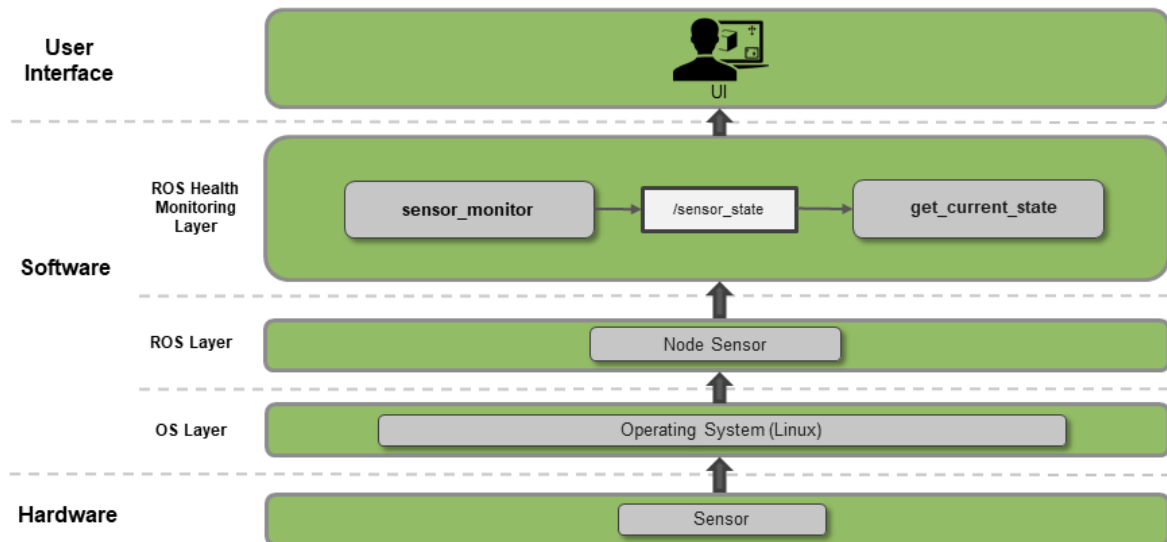 User
Interface
UI
ROS Health
Monitoring
Layer
sensor_monitor
/sensor_state
get_current_state
Software
ROS Layer
Node Sensor
OS Layer
Operating System (Linux)
Hardware
Sensor